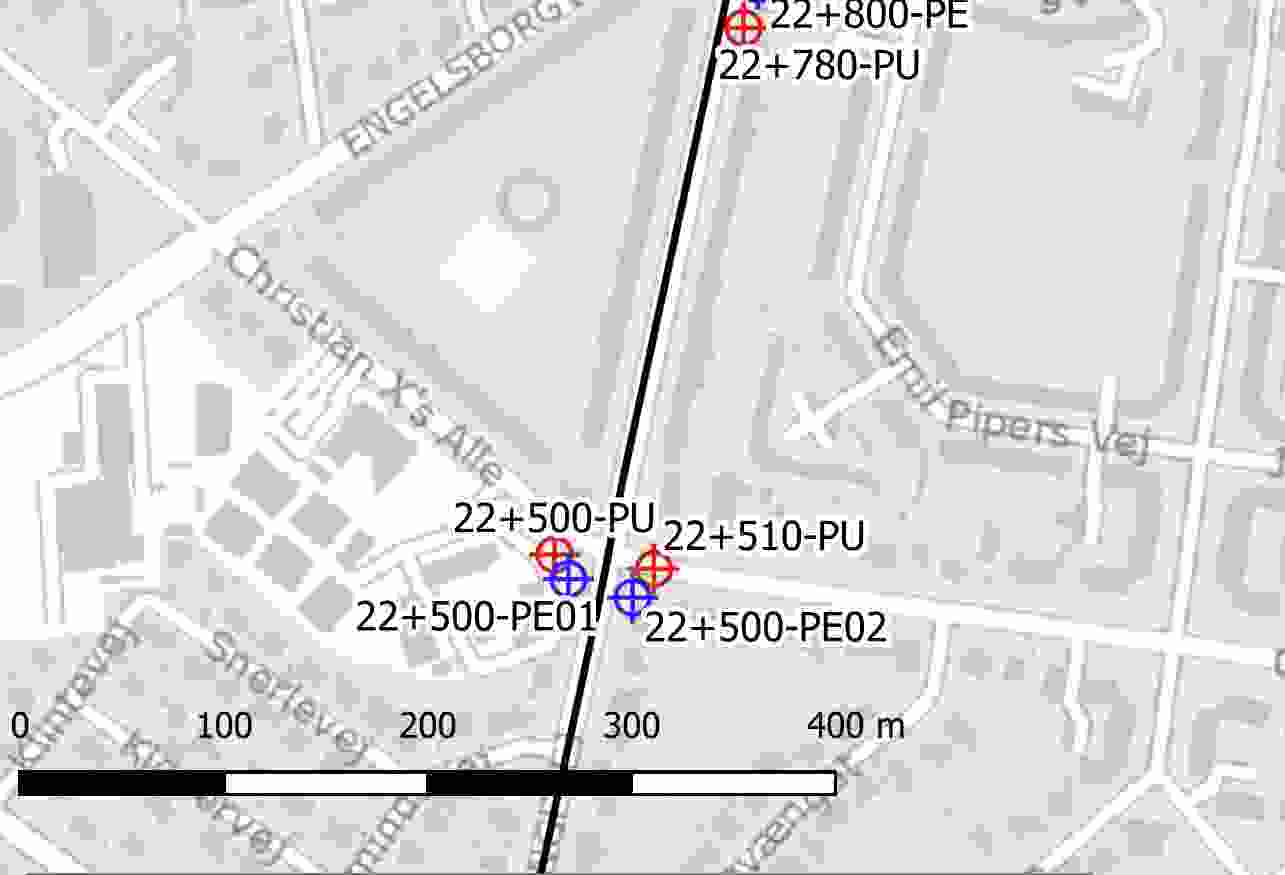 22+800-PE
22+780-PU
ENGELSBORG
Christian X's Alle
Emil Pipers Vej
22+500-PU
22+510-PU
22+500-PE01
22+500-PE02
Klintevej
Snerlevej
0 100 200 300 400 m